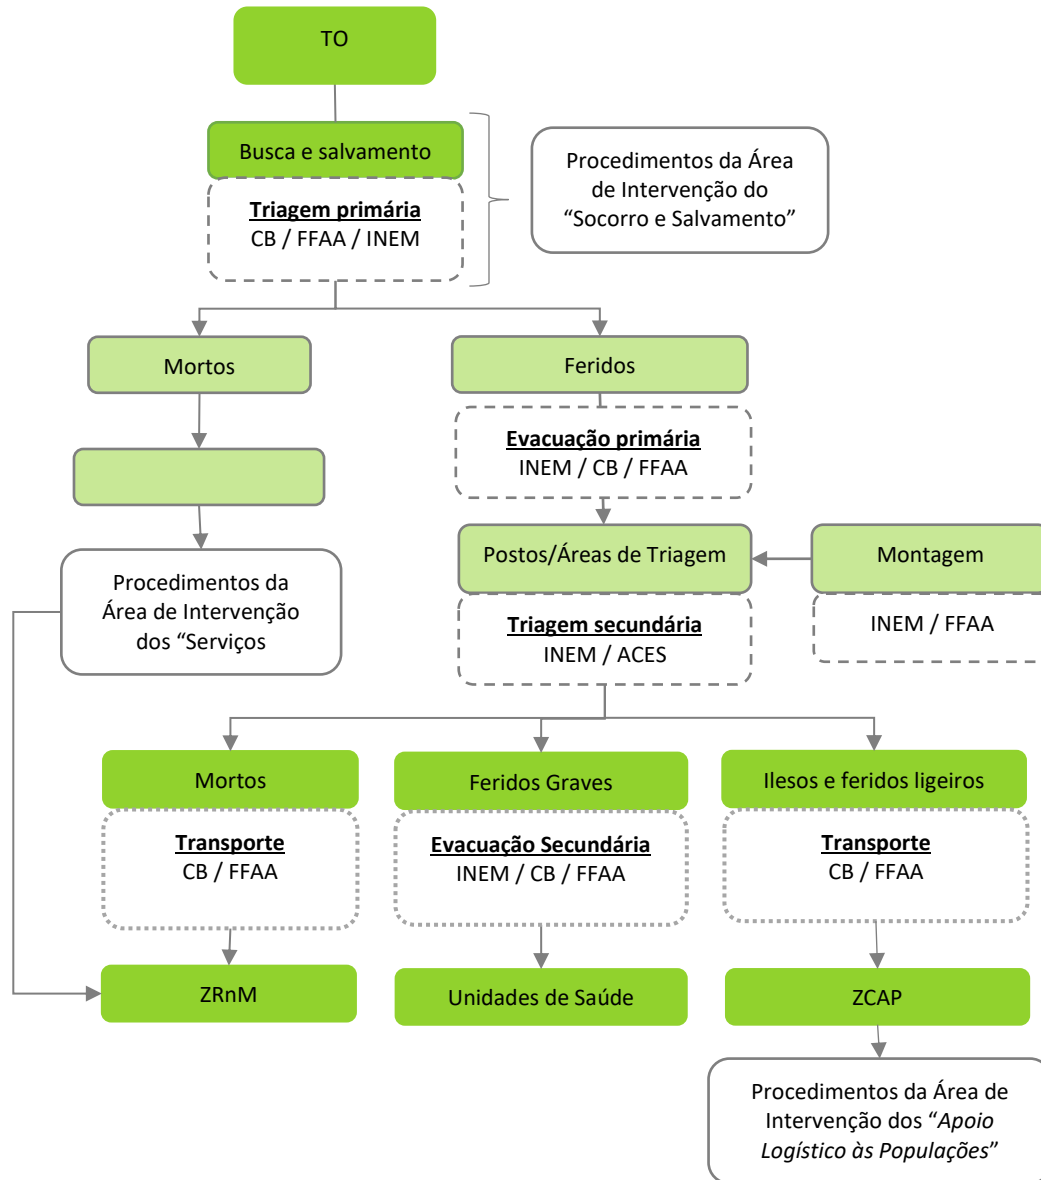 TO
Busca e salvamento
Triagem primária
CB / FFAA / INEM
Procedimentos da Área
de Intervenção do
“Socorro e Salvamento”
Mortos
Feridos
Evacuação primária
INEM / CB / FFAA
Postos/Áreas de Triagem
Montagem
Procedimentos da
Área de Intervenção
dos “Serviços
Triagem secundária
INEM / ACES
INEM / FFAA
Mortos
Feridos Graves
Ilesos e feridos ligeiros
Transporte
CB / FFAA
Evacuação Secundária
INEM / CB / FFAA
Transporte
CB / FFAA
ZRnM
Unidades de Saúde
ZCAP
Procedimentos da Área de
Intervenção dos “Apoio
Logístico às Populações”